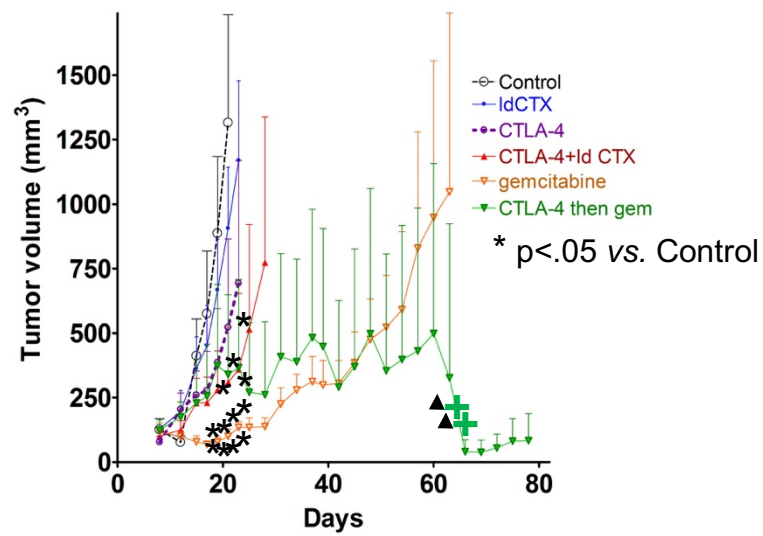 1500
1250
1000
750
500
250
0
Tumor volume (mm3)
0 20 40 60 80
Days
Control
ldCTX
CTLA-4
CTLA-4+ld CTX
gemcitabine
CTLA-4 then gem
* p<.05 vs. Control